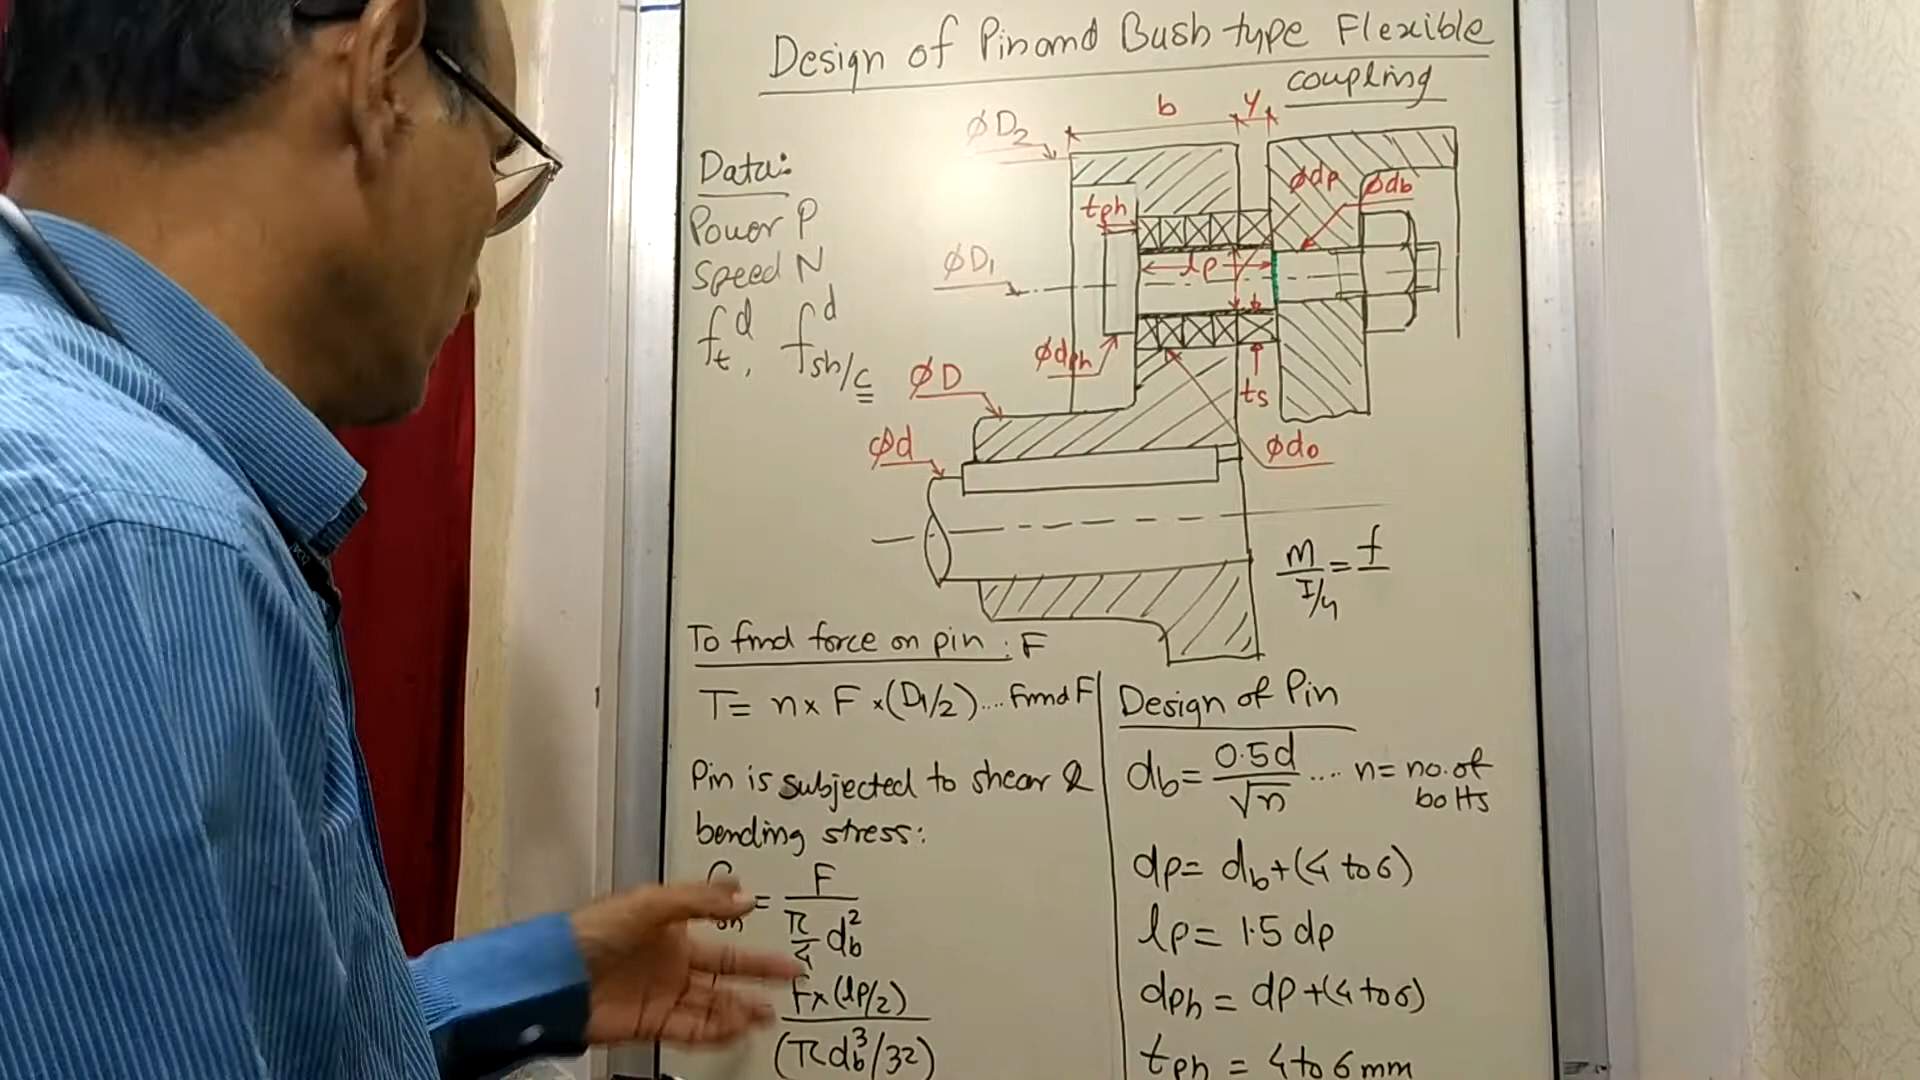 Design of Pin and Bush type Flexible
coupling
Data:
Power P
Speed N
f_t^d, f_sh/c^d
b
y
φD₂
φdp
φdb
tph
φD₁
lp
φdph
ts
φD
φd
φdo
M/(I/y) = f
To find force on pin : F
T = n × F × (D₁/2) .... Find F
Pin is subjected to shear &
bending stress:
= F / (π/4 db²)
F × (lp/2) / (πdb³/32)
Design of Pin
db = 0.5d / √n .... n = no. of
bolts
dp = db + (4 to 6)
lp = 1.5 dp
dph = dp + (4 to 6)
tph = 4 to 6 mm